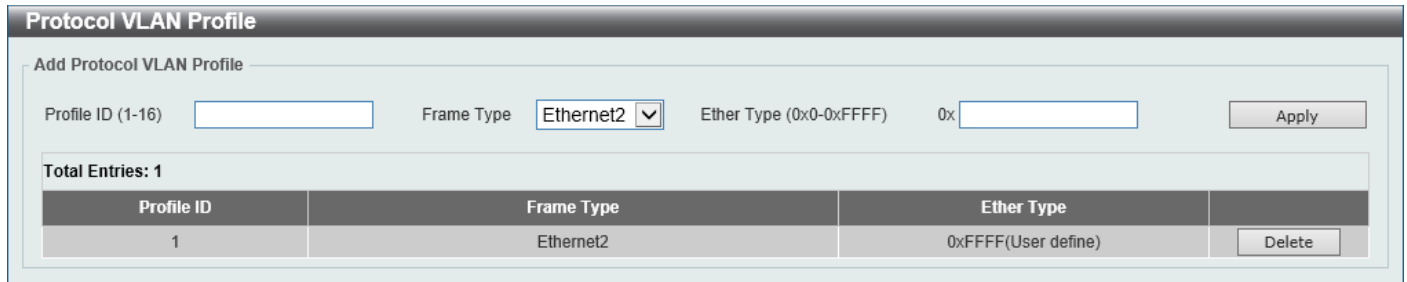 Protocol VLAN Profile
Add Protocol VLAN Profile
Profile ID (1-16) Frame Type Ethernet2 Ether Type (0x0-0xFFFF) 0x Apply
Total Entries: 1
Profile ID Frame Type Ether Type
1 Ethernet2 0xFFFF(User define) Delete